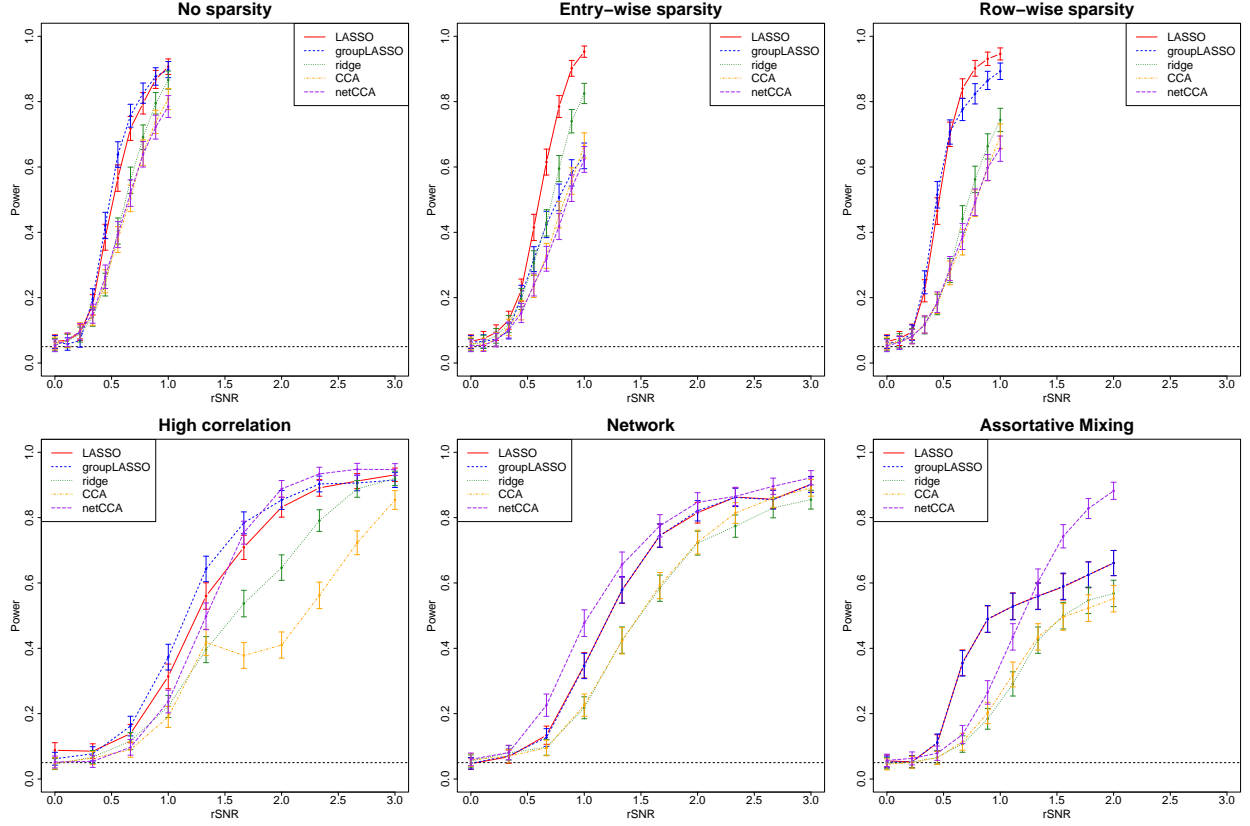 No sparsity
Power
0.0 0.2 0.4 0.6 0.8 1.0
LASSO
groupLASSO
ridge
CCA
netCCA
0.0 0.5 1.0 1.5 2.0 2.5 3.0
rSNR
Entry−wise sparsity
Power
0.0 0.2 0.4 0.6 0.8 1.0
LASSO
groupLASSO
ridge
CCA
netCCA
0.0 0.5 1.0 1.5 2.0 2.5 3.0
rSNR
Row−wise sparsity
Power
0.0 0.2 0.4 0.6 0.8 1.0
LASSO
groupLASSO
ridge
CCA
netCCA
0.0 0.5 1.0 1.5 2.0 2.5 3.0
rSNR
High correlation
Power
0.0 0.2 0.4 0.6 0.8 1.0
LASSO
groupLASSO
ridge
CCA
netCCA
0.0 0.5 1.0 1.5 2.0 2.5 3.0
rSNR
Network
Power
0.0 0.2 0.4 0.6 0.8 1.0
LASSO
groupLASSO
ridge
CCA
netCCA
0.0 0.5 1.0 1.5 2.0 2.5 3.0
rSNR
Assortative Mixing
Power
0.0 0.2 0.4 0.6 0.8 1.0
LASSO
groupLASSO
ridge
CCA
netCCA
0.0 0.5 1.0 1.5 2.0 2.5 3.0
rSNR